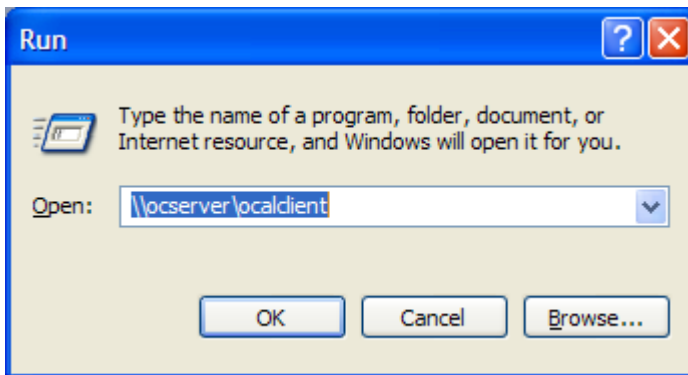 Run
Type the name of a program, folder, document, or
Internet resource, and Windows will open it for you.
Open: \\ocserver\ocalclient
OK Cancel Browse...